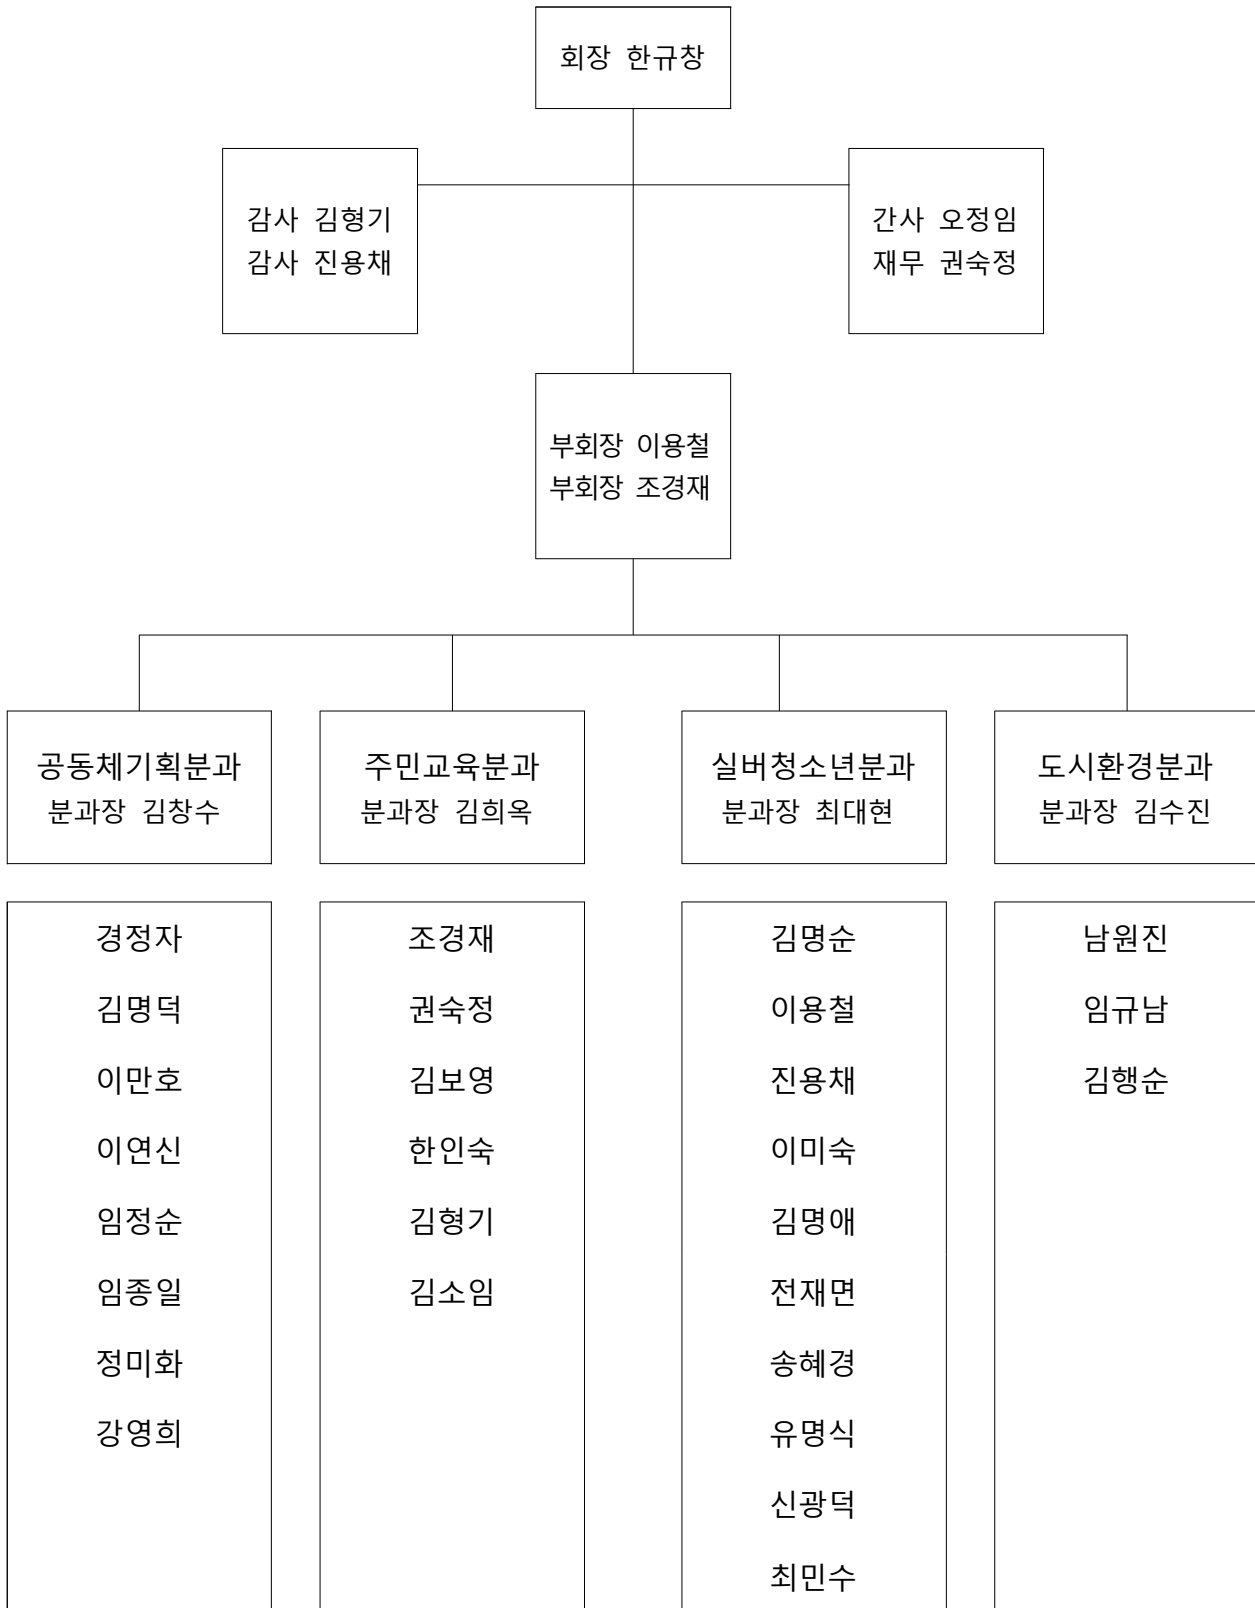 회장 한규창
감사 김형기
감사 진용채
간사 오정임
재무 권숙정
부회장 이용철
부회장 조경재
공동체기획분과
분과장 김창수
주민교육분과
분과장 김희옥
실버청소년분과
분과장 최대현
도시환경분과
분과장 김수진
경정자
김명덕
이만호
이연신
임정순
임종일
정미화
강영희
조경재
권숙정
김보영
한인숙
김형기
김소임
김명순
이용철
진용채
이미숙
김명애
전재면
송혜경
유명식
신광덕
최민수
남원진
임규남
김행순